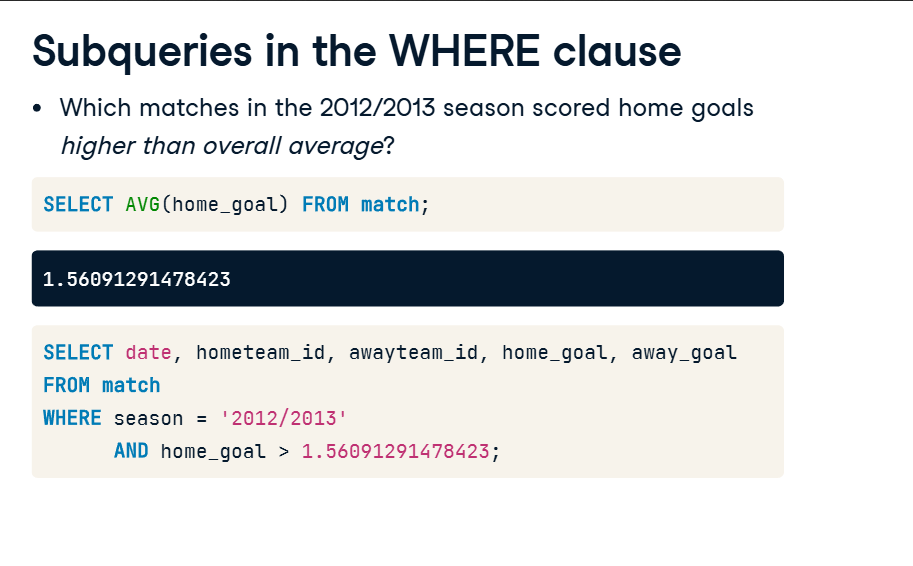 Subqueries in the WHERE clause
• Which matches in the 2012/2013 season scored home goals
higher than overall average?
SELECT AVG(home_goal) FROM match;
1.56091291478423
SELECT date, hometeam_id, awayteam_id, home_goal, away_goal
FROM match
WHERE season = '2012/2013'
AND home_goal > 1.56091291478423;